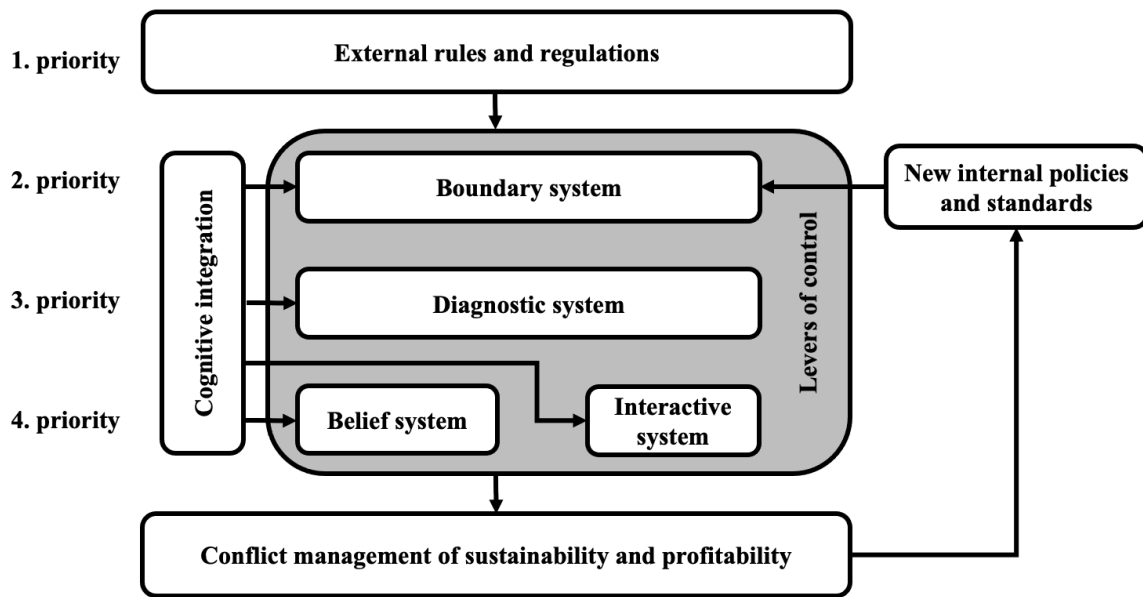 1. priority
External rules and regulations
2. priority
Cognitive integration
Boundary system
New internal policies
and standards
3. priority
Diagnostic system
Levers of control
4. priority
Belief system
Interactive
system
Conflict management of sustainability and profitability